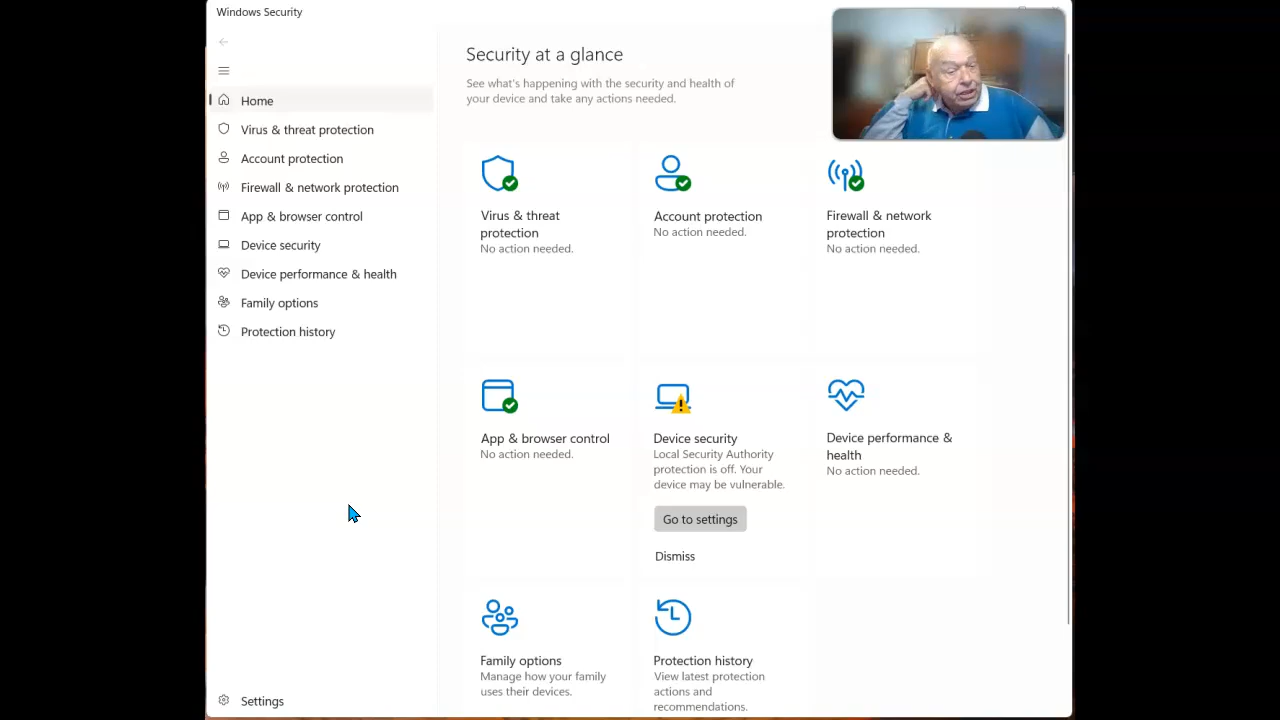 Windows Security
Home
Virus & threat protection
Account protection
Firewall & network protection
App & browser control
Device security
Device performance & health
Family options
Protection history
Settings
Security at a glance
See what's happening with the security and health of
your device and take any actions needed.
Virus & threat
protection
No action needed.
Account protection
No action needed.
Firewall & network
protection
No action needed.
App & browser control
No action needed.
Device security
Local Security Authority
protection is off. Your
device may be vulnerable.
Go to settings
Dismiss
Device performance &
health
No action needed.
Family options
Manage how your family
uses their devices.
Protection history
View latest protection
actions and
recommendations.